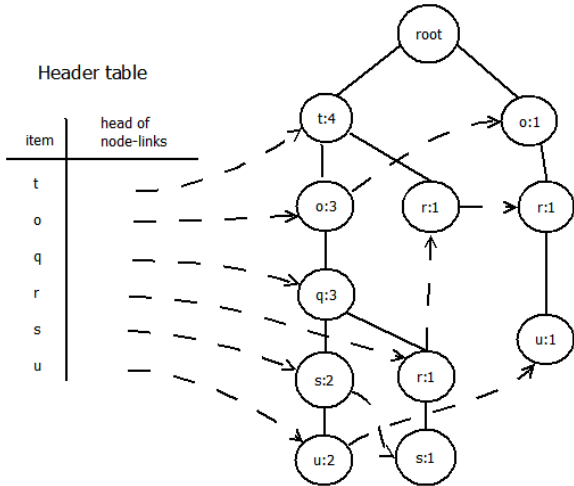 root
Header table
t:4
o:1
item
head of
node-links
t
o
q
r
s
u
o:3
r:1
r:1
q:3
u:1
s:2
r:1
u:2
s:1